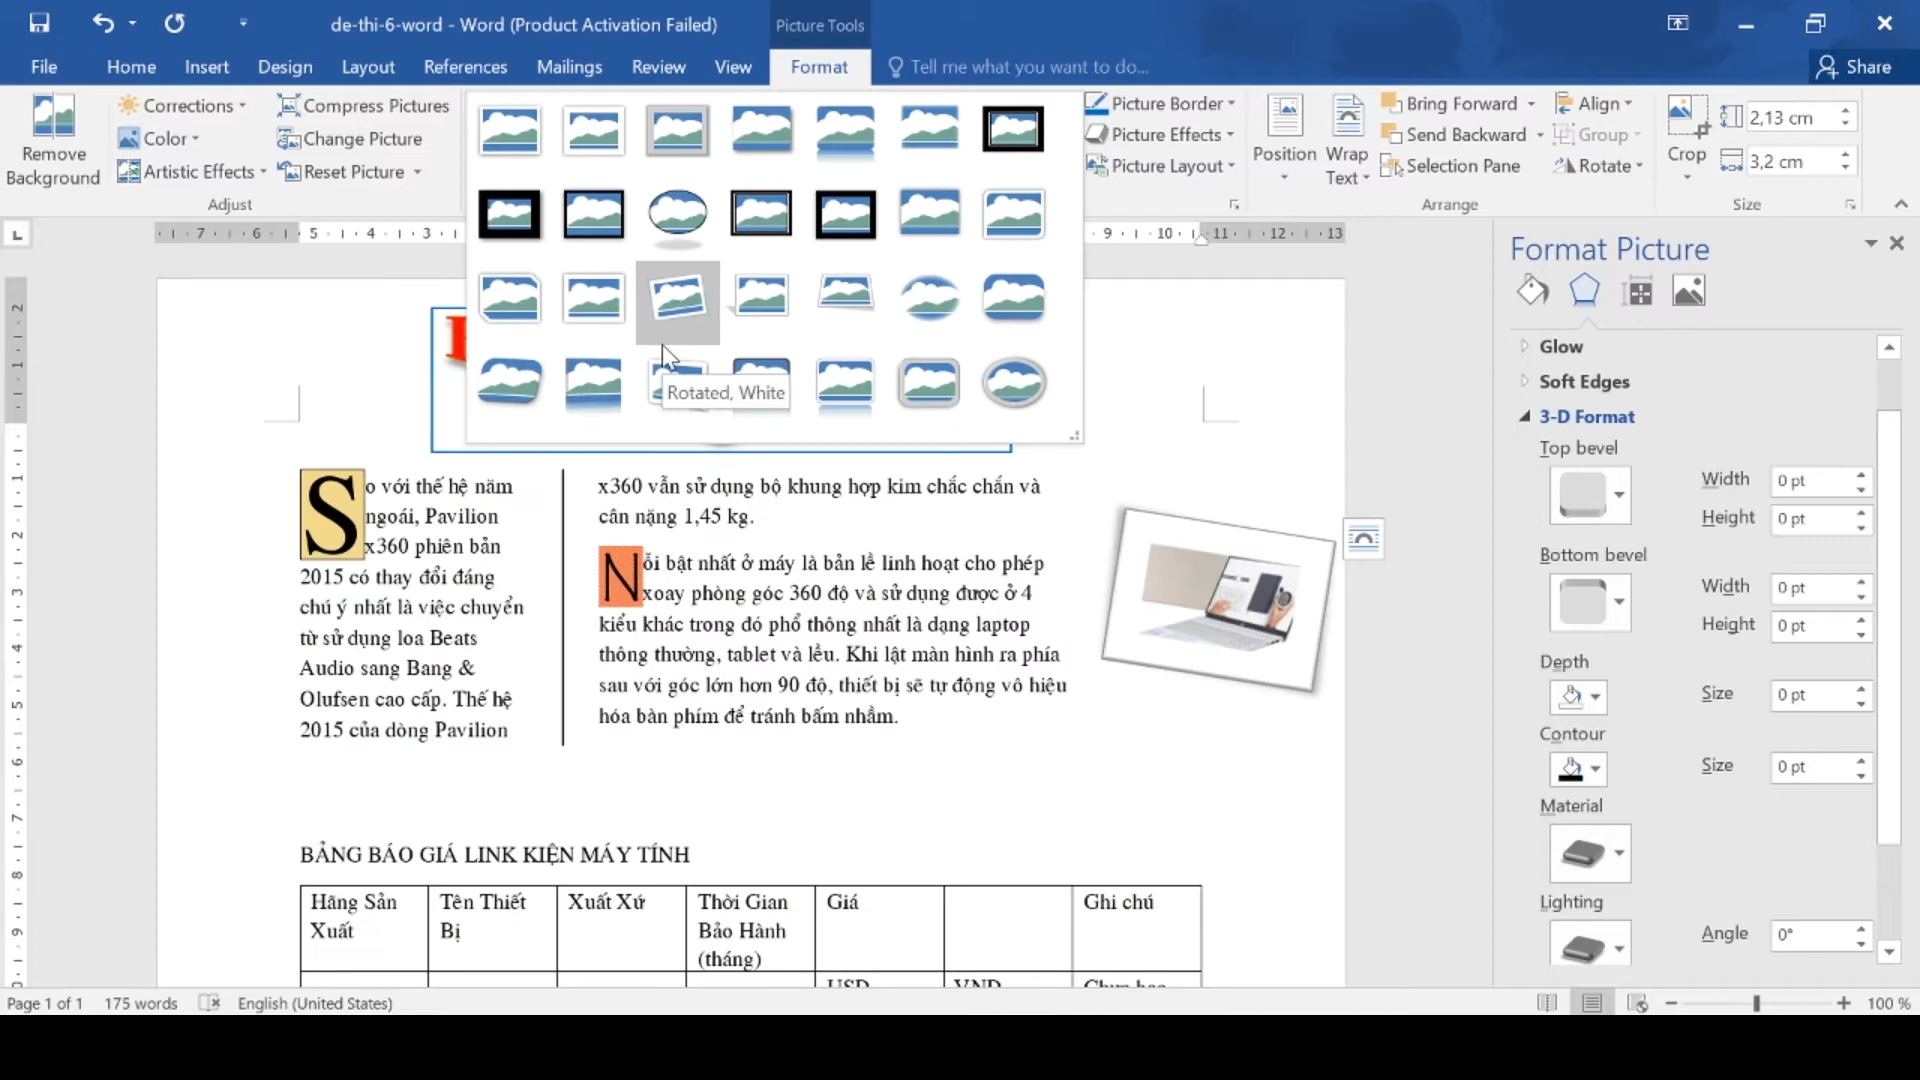 de-thi-6-word - Word (Product Activation Failed)
Picture Tools
File Home Insert Design Layout References Mailings Review View Format Tell me what you want to do... Share
Remove Background
Corrections
Color
Artistic Effects
Compress Pictures
Change Picture
Reset Picture
Adjust
Picture Border
Picture Effects
Picture Layout
Position
Wrap Text
Bring Forward
Send Backward
Selection Pane
Align
Group
Rotate
Arrange
Crop
2,13 cm
3,2 cm
Size
L
7 6 5 4 3 9 10 11 12 13
Rotated, White
So với thế hệ năm
ngoái, Pavilion
x360 phiên bản
2015 có thay đổi đáng
chú ý nhất là việc chuyển
từ sử dụng loa Beats
Audio sang Bang &
Olufsen cao cấp. Thế hệ
2015 của dòng Pavilion
x360 vẫn sử dụng bộ khung hợp kim chắc chắn và
cân nặng 1,45 kg.
Nỗi bật nhất ở máy là bản lề linh hoạt cho phép
xoay phòng góc 360 độ và sử dụng được ở 4
kiểu khác trong đó phổ thông nhất là dạng laptop
thông thường, tablet và lều. Khi lật màn hình ra phía
sau với góc lớn hơn 90 độ, thiết bị sẽ tự động vô hiệu
hóa bàn phím để tránh bấm nhầm.
BẢNG BÁO GIÁ LINK KIỆN MÁY TÍNH
Hãng Sản Xuất
Tên Thiết Bị
Xuất Xứ
Thời Gian Bảo Hành (tháng)
Giá
Ghi chú
USD
VND
Format Picture
Glow
Soft Edges
3-D Format
Top bevel
Width 0 pt
Height 0 pt
Bottom bevel
Width 0 pt
Height 0 pt
Depth
Size 0 pt
Contour
Size 0 pt
Material
Lighting
Angle 0°
Page 1 of 1 175 words English (United States) 100 %